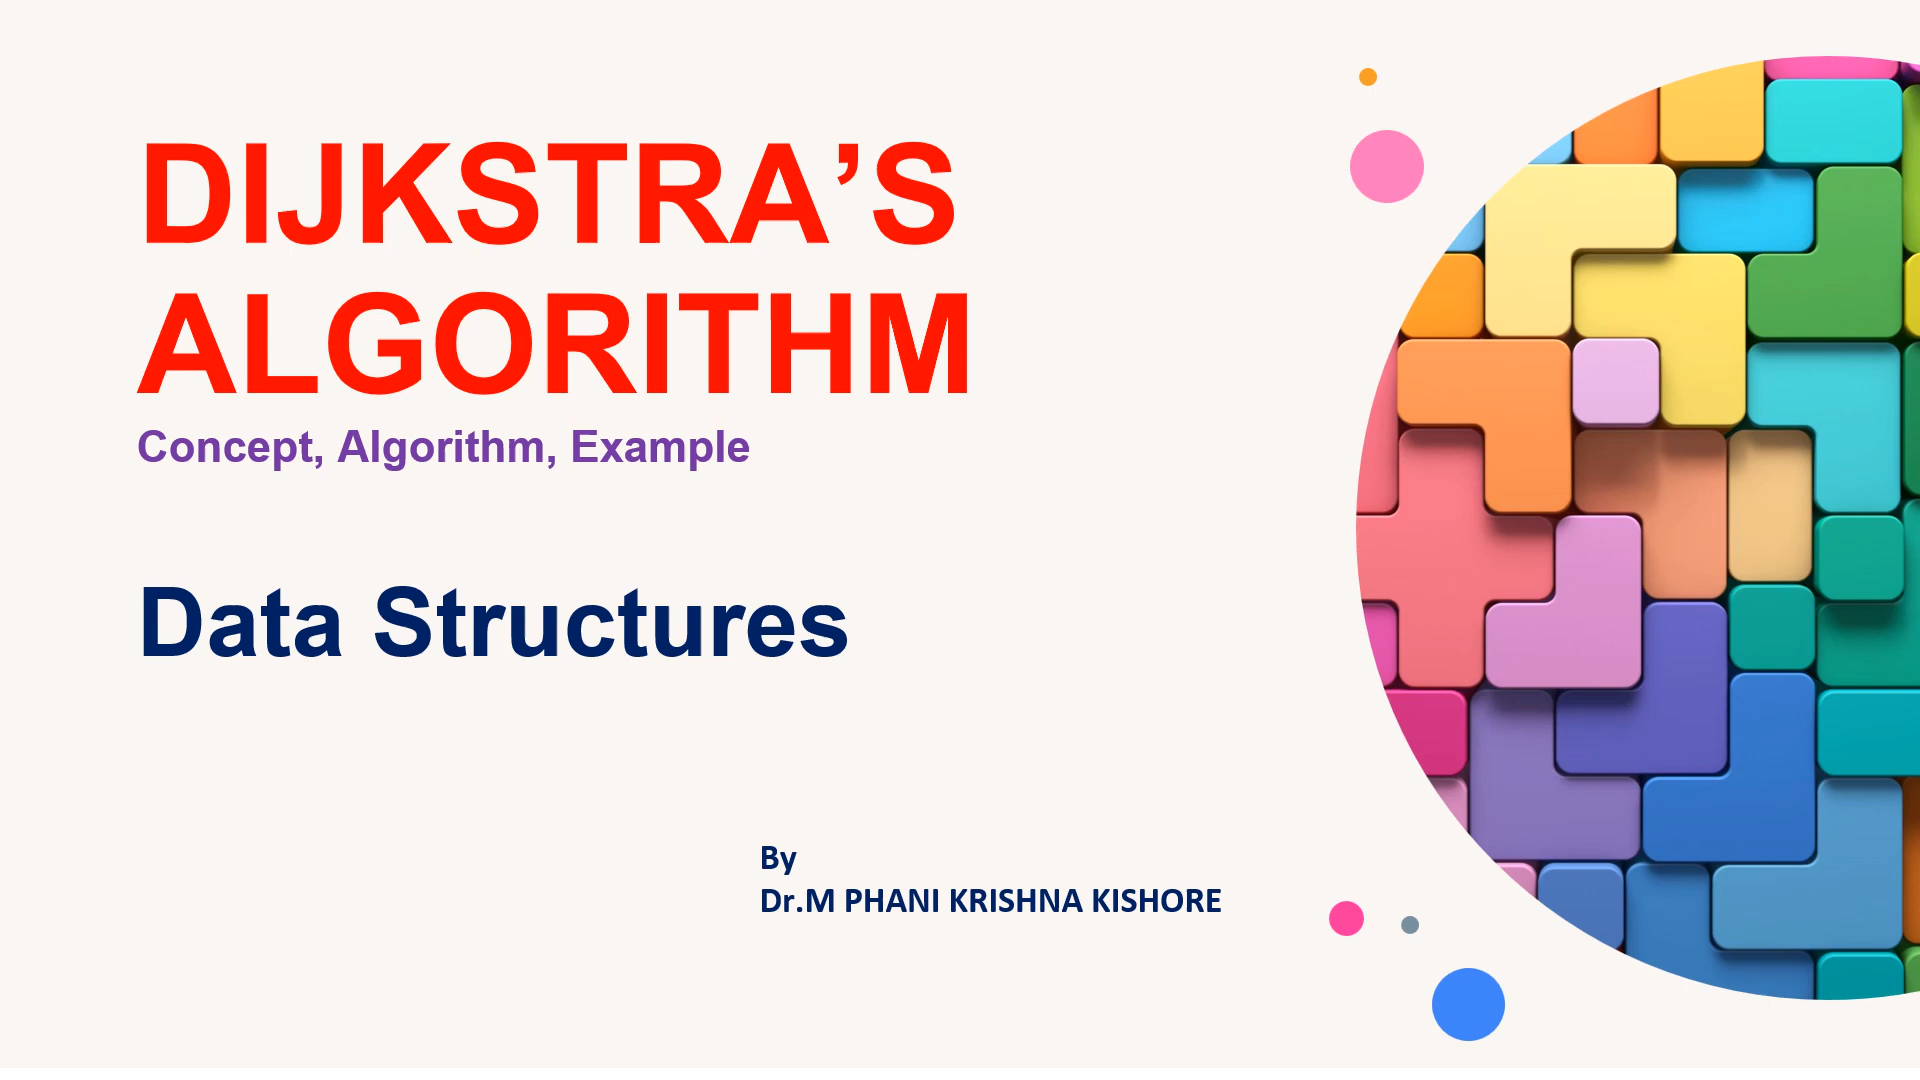 DIJKSTRA’S
ALGORITHM
Concept, Algorithm, Example
Data Structures
By
Dr.M PHANI KRISHNA KISHORE